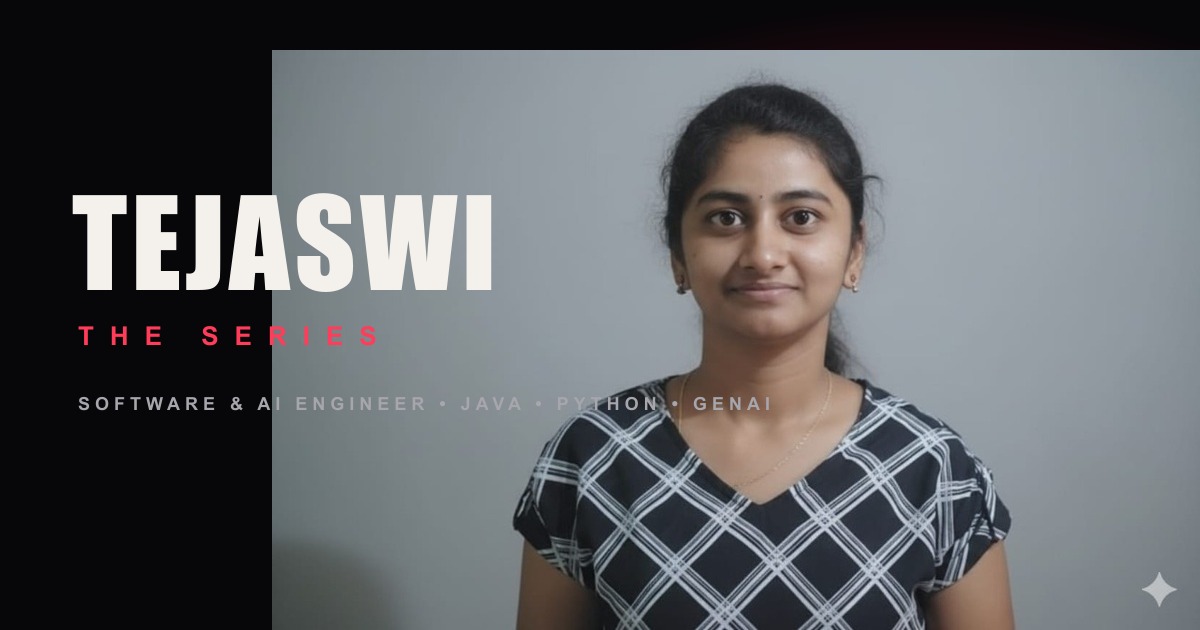 TEJASWI
THE SERIES
SOFTWARE & AI ENGINEER • JAVA • PYTHON • GENAI